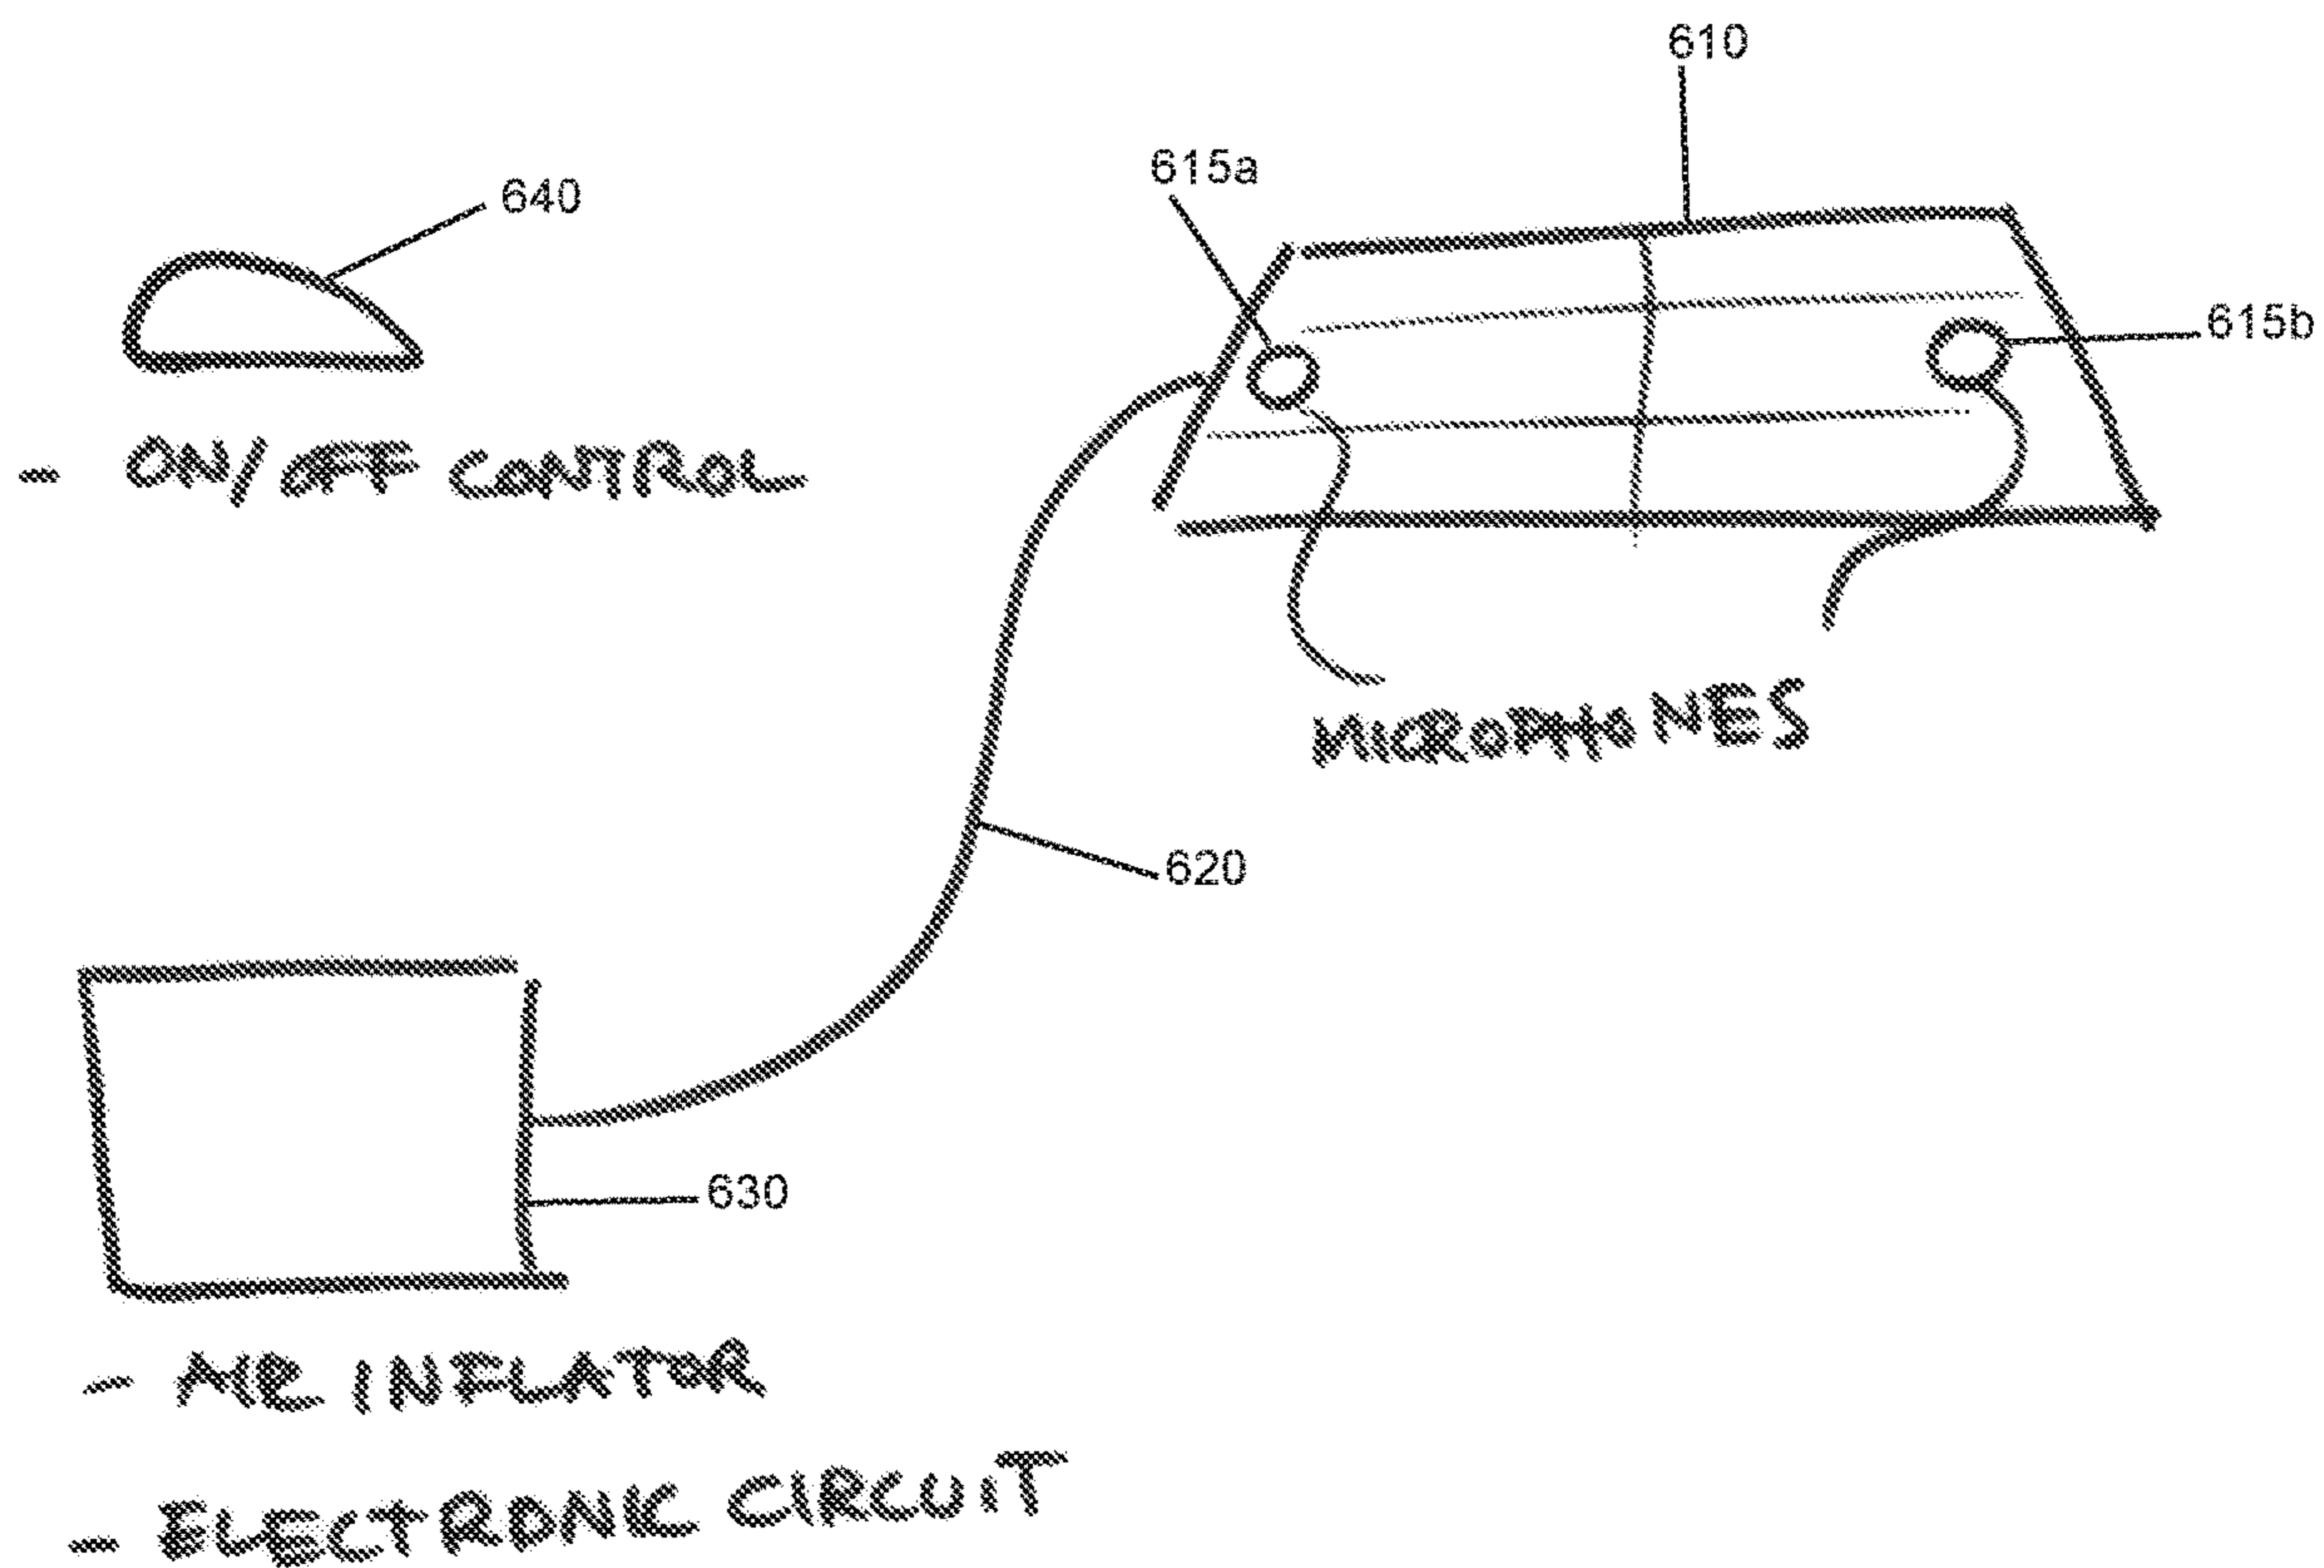 610
615a
640
615b
- ON/OFF CONTROL
MICROPHONES
620
630
- AIR INFLATOR
- ELECTRONIC CIRCUIT